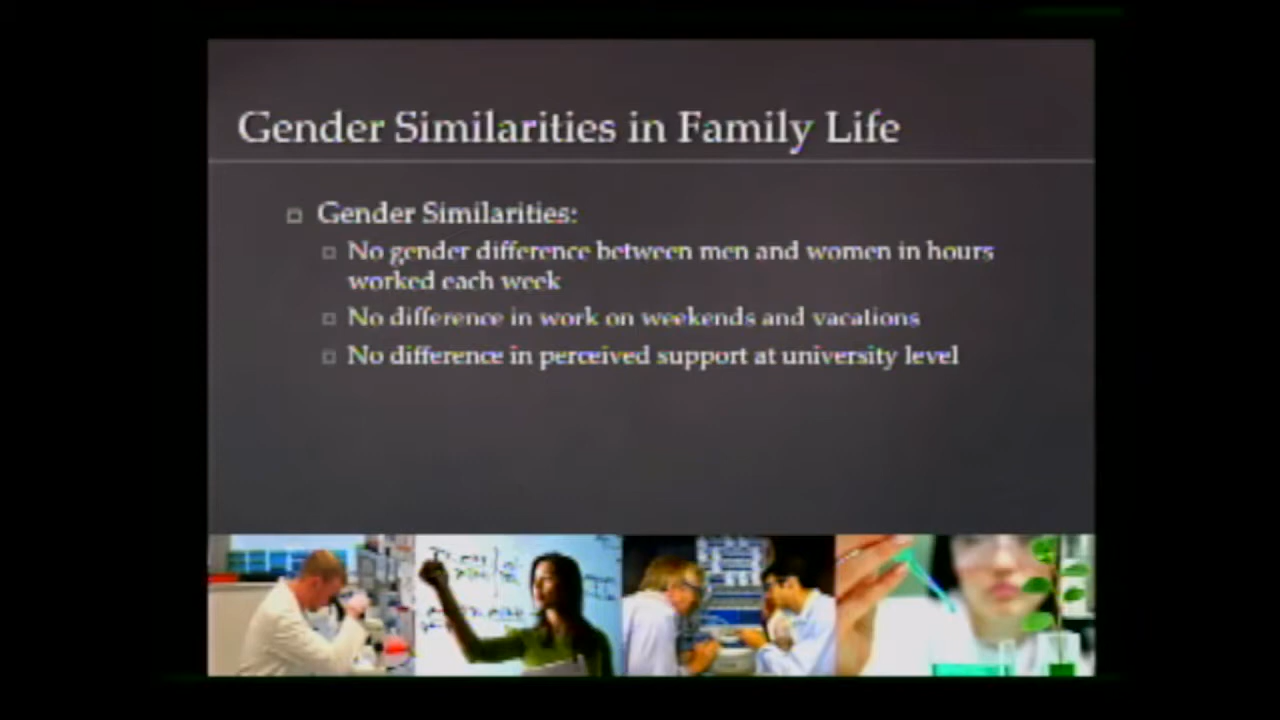 Gender Similarities in Family Life
Gender Similarities:
No gender difference between men and women in hours
worked each week
No difference in work on weekends and vacations
No difference in perceived support at university level